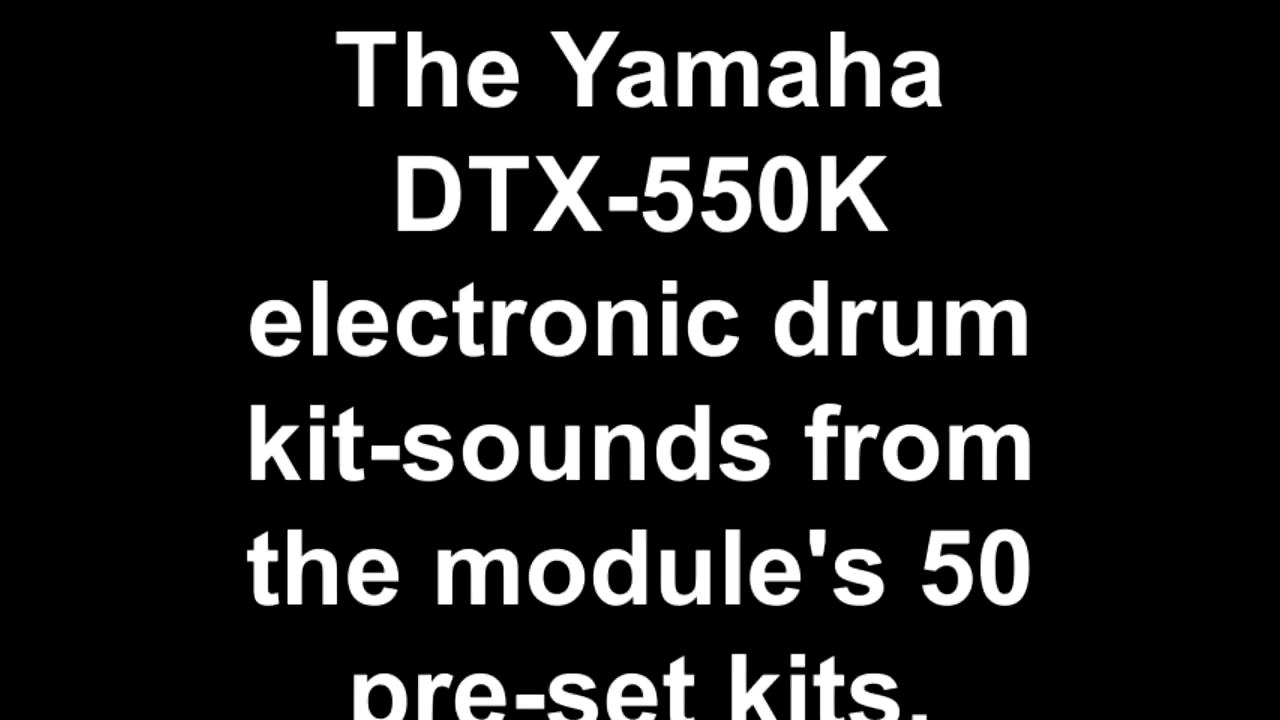 The Yamaha
DTX-550K
electronic drum
kit-sounds from
the module's 50
pre-set kits.